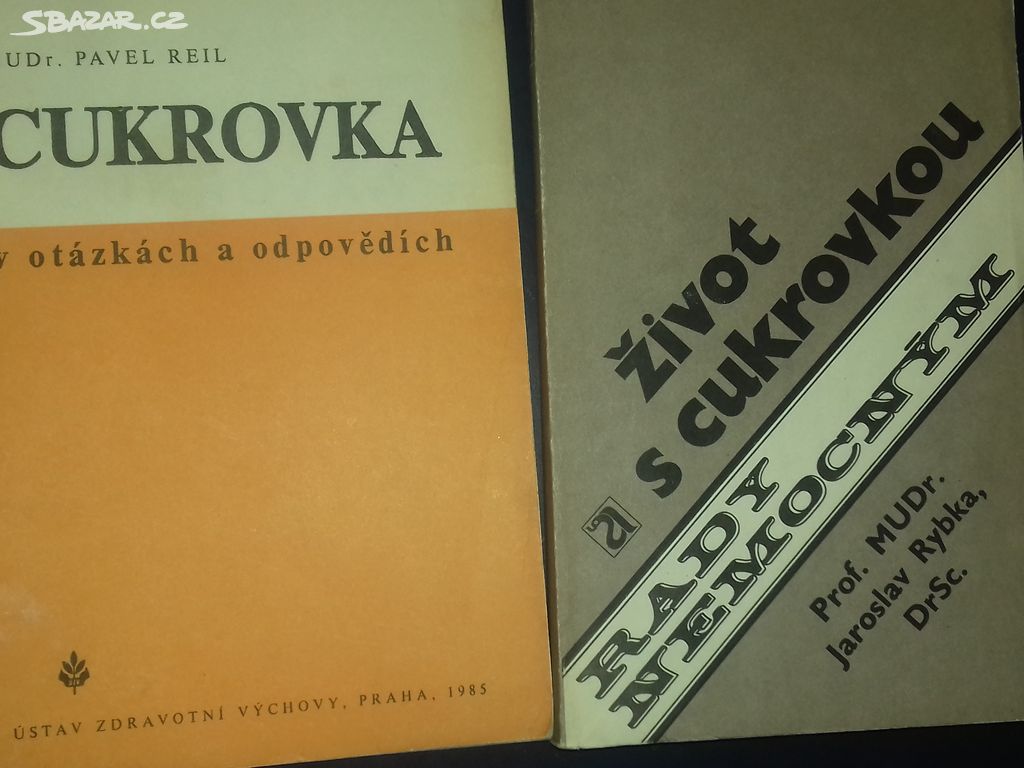 SBAZAR.CZ
UDr. PAVEL REIL
CUKROVKA
v otázkách a odpovědích
ÚSTAV ZDRAVOTNÍ VÝCHOVY, PRAHA, 1985
život
s cukrovkou
RADY
NEMOCNÝM
Prof. MUDr.
Jaroslav Rybka,
DrSc.